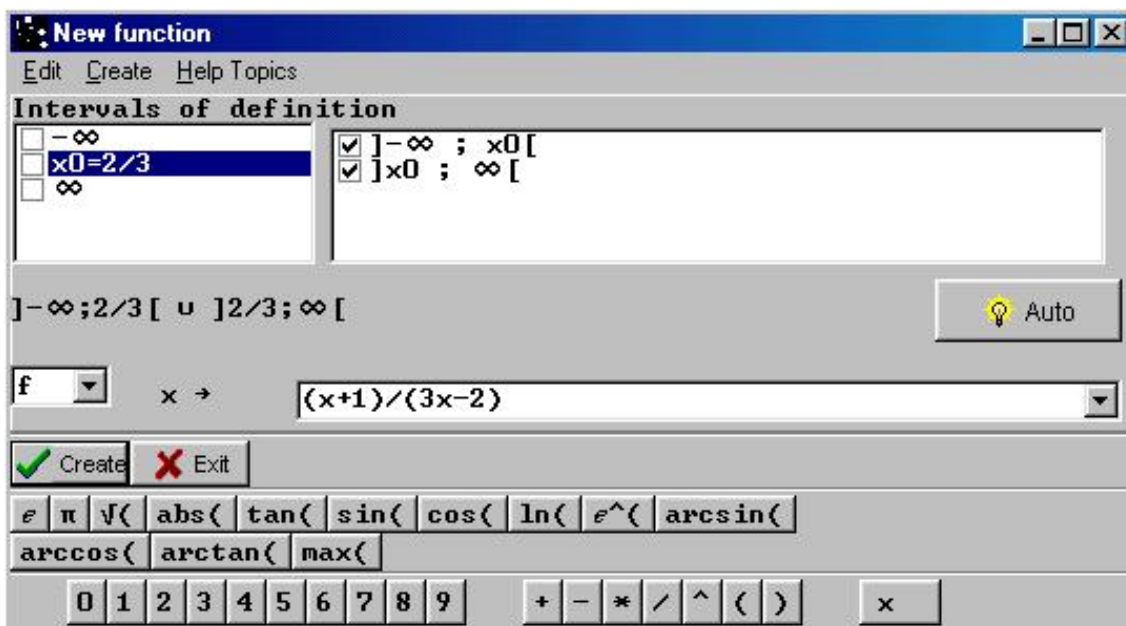 New function
Edit Create Help Topics
Intervals of definition
-∞
x0=2/3
∞
]-∞ ; x0[
]x0 ; ∞[
]-∞;2/3[ ∪ ]2/3;∞[
Auto
f x → (x+1)/(3x-2)
Create Exit
e π √( abs( tan( sin( cos( ln( e^( arcsin(
arccos( arctan( max(
0 1 2 3 4 5 6 7 8 9 + - * / ^ ( ) x